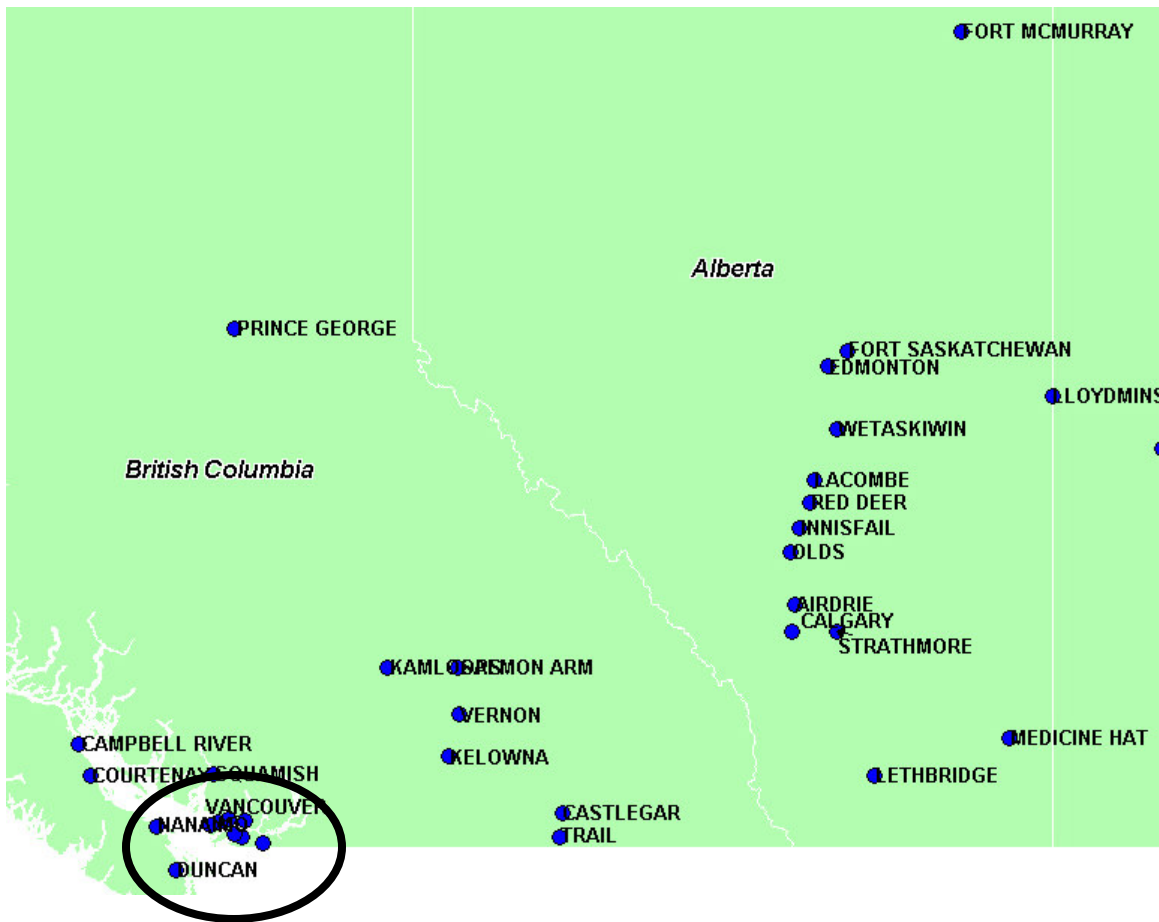 FORT MCMURRAY
Alberta
PRINCE GEORGE
FORT SASKATCHEWAN
EDMONTON
LLOYDMINS
WETASKIWIN
British Columbia
LACOMBE
RED DEER
INNISFAIL
OLDS
AIRDRIE
CALGARY
STRATHMORE
KAMLOOPS
SALMON ARM
VERNON
CAMPBELL RIVER
MEDICINE HAT
KELOWNA
COURTENAY
SQUAMISH
LETHBRIDGE
VANCOUVER
CASTLEGAR
NANAIMO
TRAIL
DUNCAN